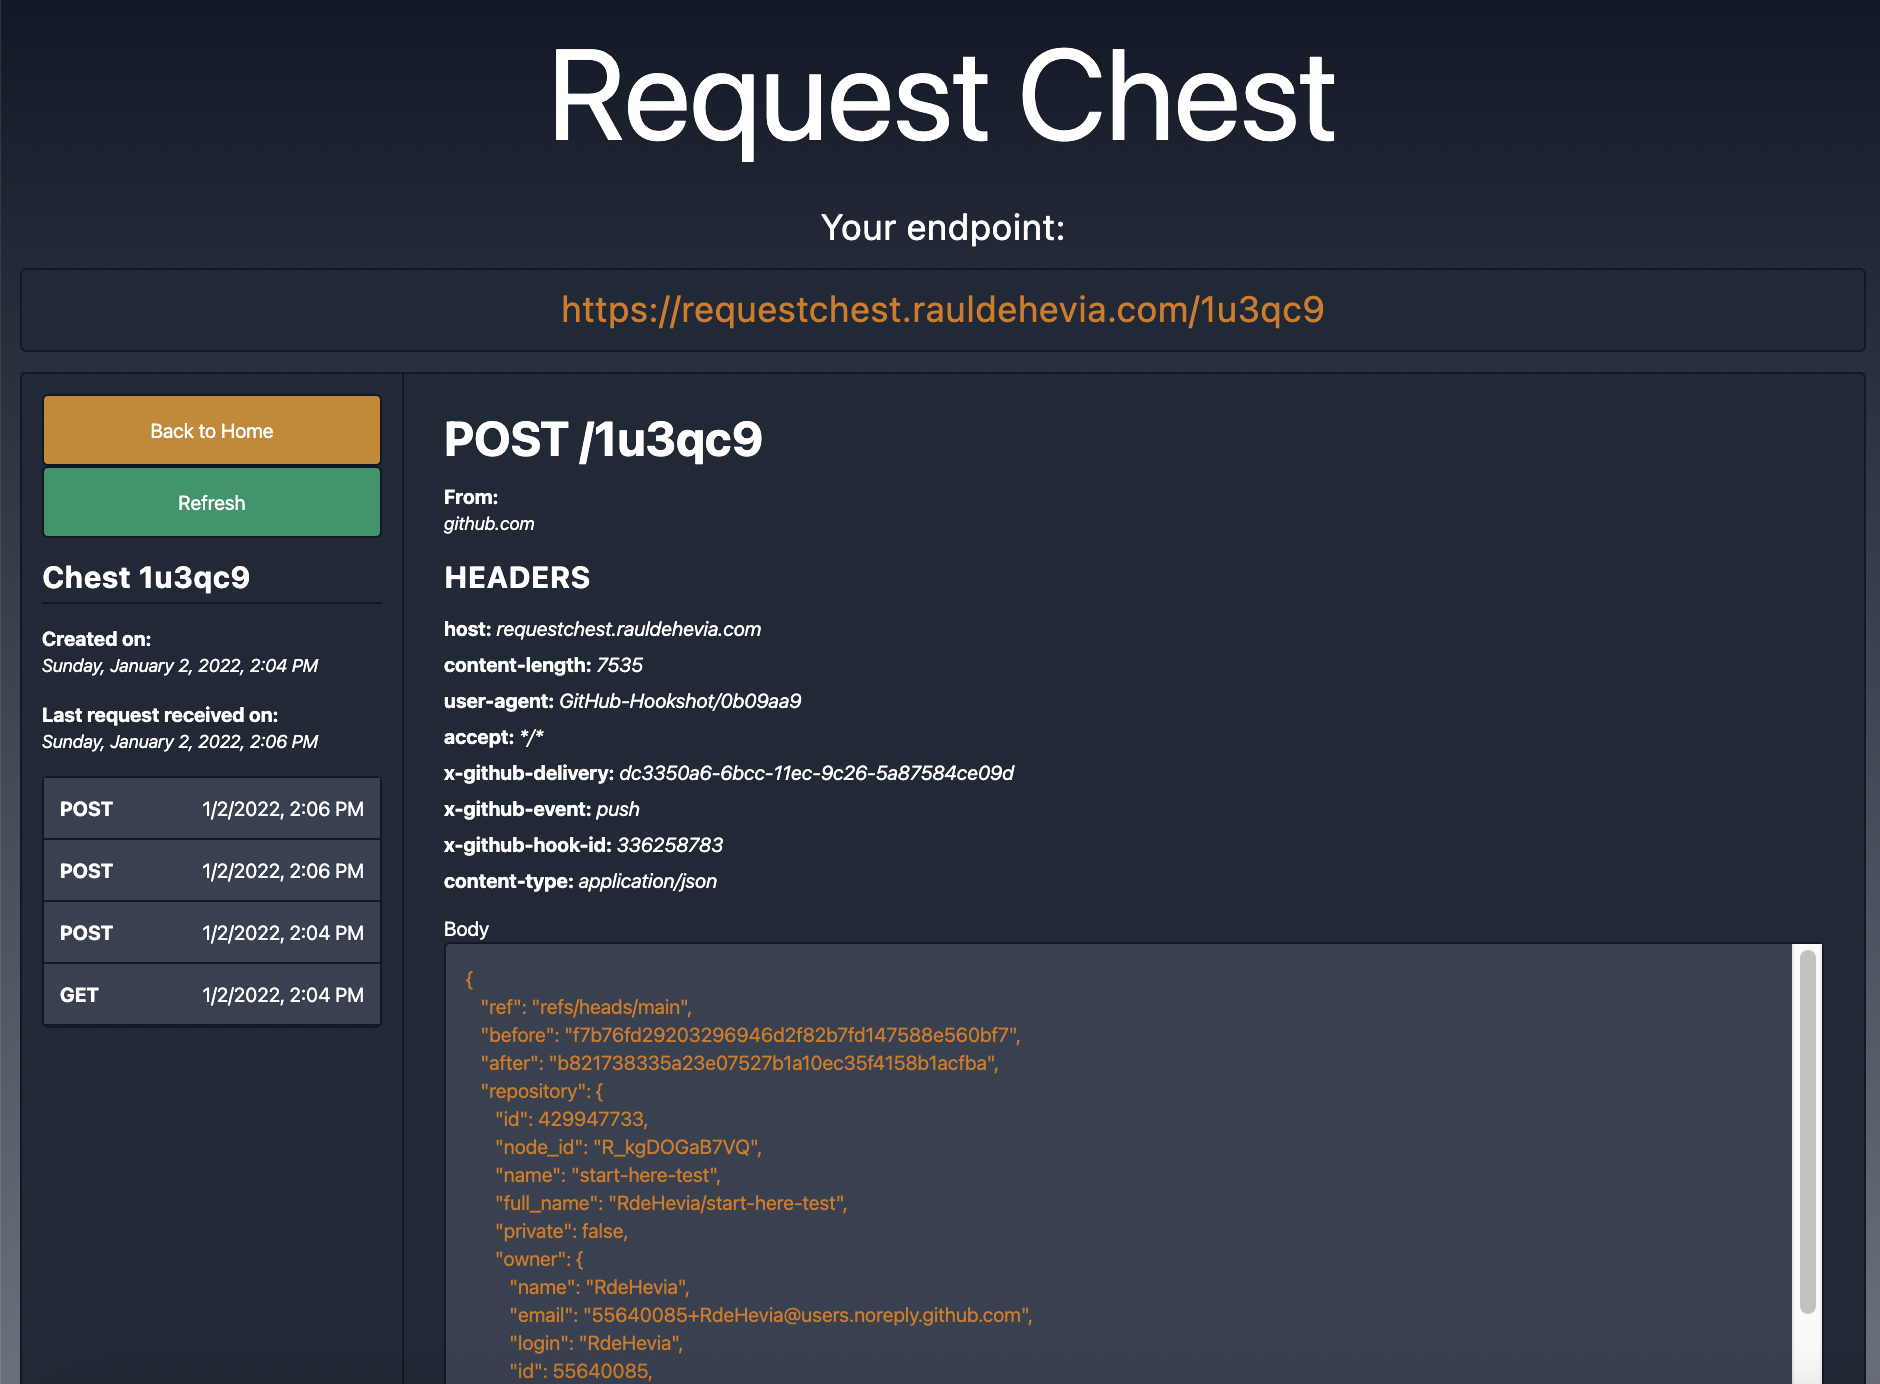 Request Chest
Your endpoint:
https://requestchest.rauldehevia.com/1u3qc9
Back to Home
Refresh
Chest 1u3qc9
Created on:
Sunday, January 2, 2022, 2:04 PM
Last request received on:
Sunday, January 2, 2022, 2:06 PM
POST 1/2/2022, 2:06 PM
POST 1/2/2022, 2:06 PM
POST 1/2/2022, 2:04 PM
GET 1/2/2022, 2:04 PM
POST /1u3qc9
From:
github.com
HEADERS
host: requestchest.rauldehevia.com
content-length: 7535
user-agent: GitHub-Hookshot/0b09aa9
accept: */*
x-github-delivery: dc3350a6-6bcc-11ec-9c26-5a87584ce09d
x-github-event: push
x-github-hook-id: 336258783
content-type: application/json
Body
{
"ref": "refs/heads/main",
"before": "f7b76fd29203296946d2f82b7fd147588e560bf7",
"after": "b821738335a23e07527b1a10ec35f4158b1acfba",
"repository": {
"id": 429947733,
"node_id": "R_kgDOGaB7VQ",
"name": "start-here-test",
"full_name": "RdeHevia/start-here-test",
"private": false,
"owner": {
"name": "RdeHevia",
"email": "55640085+RdeHevia@users.noreply.github.com",
"login": "RdeHevia",
"id": 55640085,